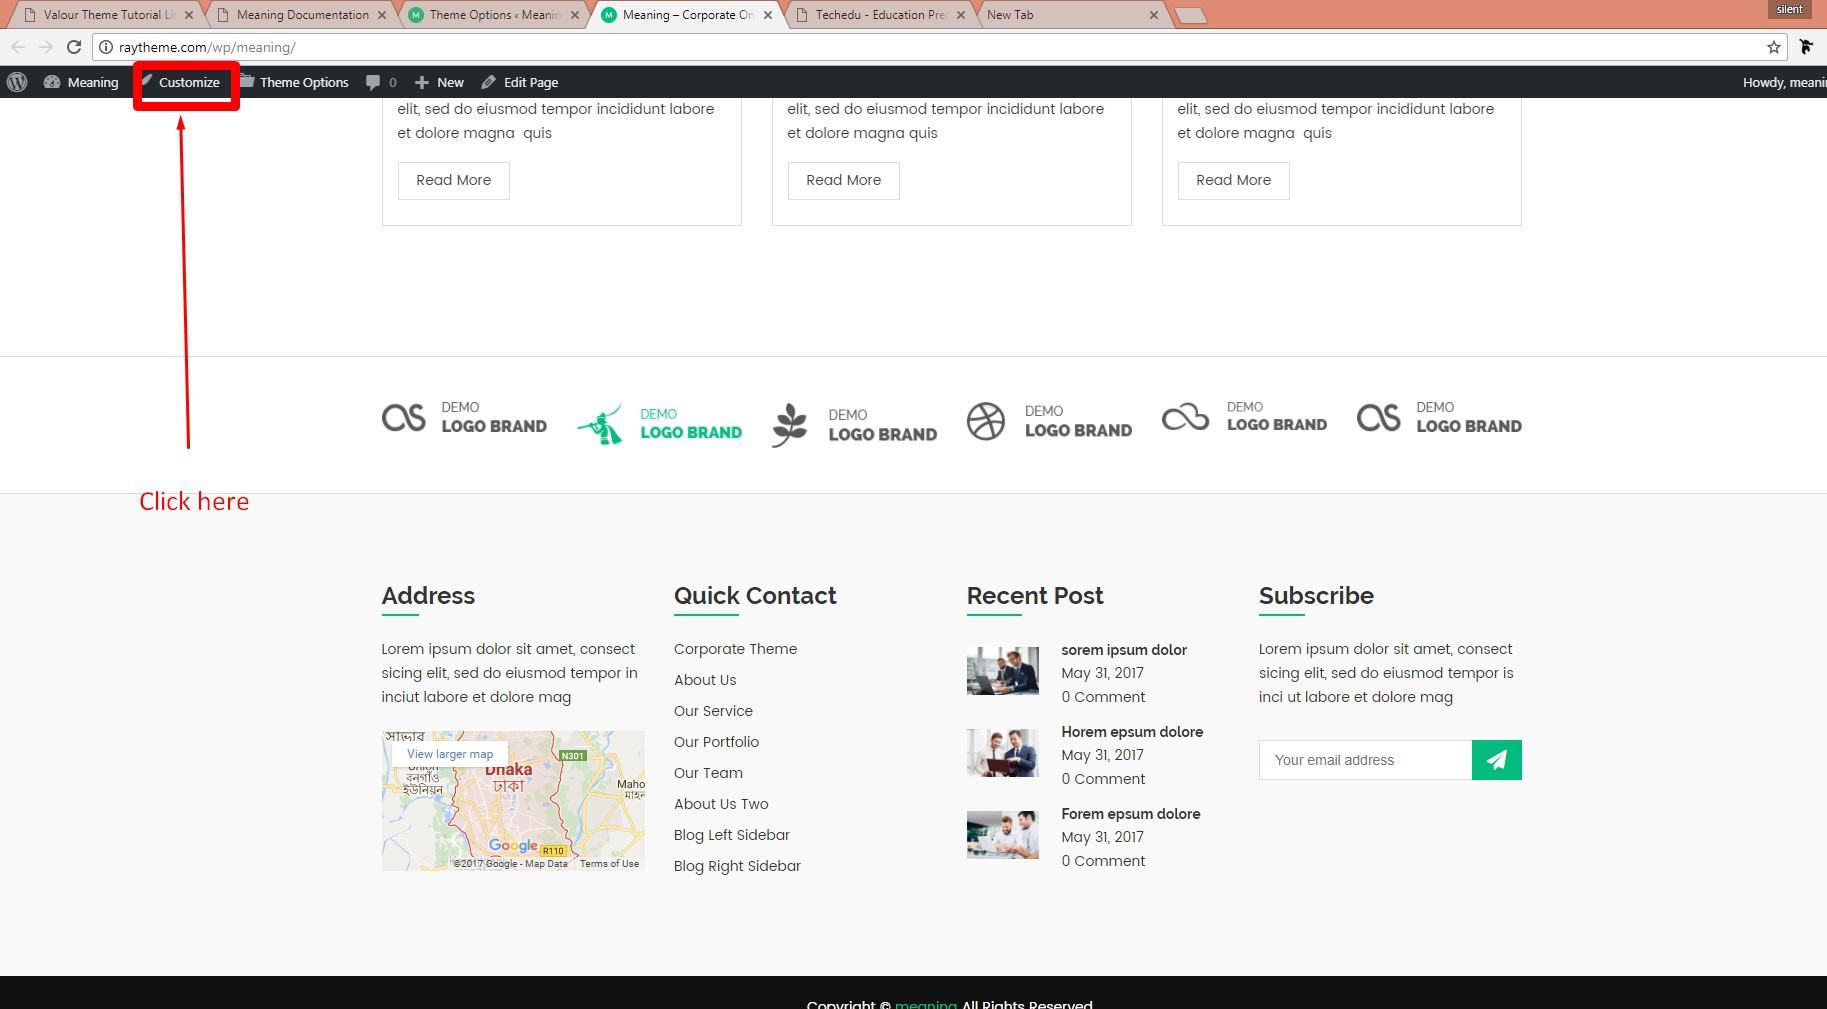 Valour Theme Tutorial Lis
Meaning Documentation
Theme Options ‹ Meanin
Meaning – Corporate On
Techedu - Education Pre
New Tab
silent
raytheme.com/wp/meaning/
Meaning
Customize
Theme Options
0
New
Edit Page
Howdy, meani
elit, sed do eiusmod tempor incididunt labore
et dolore magna quis
Read More
elit, sed do eiusmod tempor incididunt labore
et dolore magna quis
Read More
elit, sed do eiusmod tempor incididunt labore
et dolore magna quis
Read More
Click here
DEMO
LOGO BRAND
DEMO
LOGO BRAND
DEMO
LOGO BRAND
DEMO
LOGO BRAND
DEMO
LOGO BRAND
DEMO
LOGO BRAND
Address
Lorem ipsum dolor sit amet, consect
sicing elit, sed do eiusmod tempor in
inciut labore et dolore mag
সাভার
View larger map
N301
বনগাঁও
ইউনিয়ন
Dhaka
ঢাকা
Maho
Google
R110
©2017 Google - Map Data
Terms of Use
Quick Contact
Corporate Theme
About Us
Our Service
Our Portfolio
Our Team
About Us Two
Blog Left Sidebar
Blog Right Sidebar
Recent Post
sorem ipsum dolor
May 31, 2017
0 Comment
Horem epsum dolore
May 31, 2017
0 Comment
Forem epsum dolore
May 31, 2017
0 Comment
Subscribe
Lorem ipsum dolor sit amet, consect
sicing elit, sed do eiusmod tempor is
inci ut labore et dolore mag
Your email address
Copyright © meaning All Rights Reserved